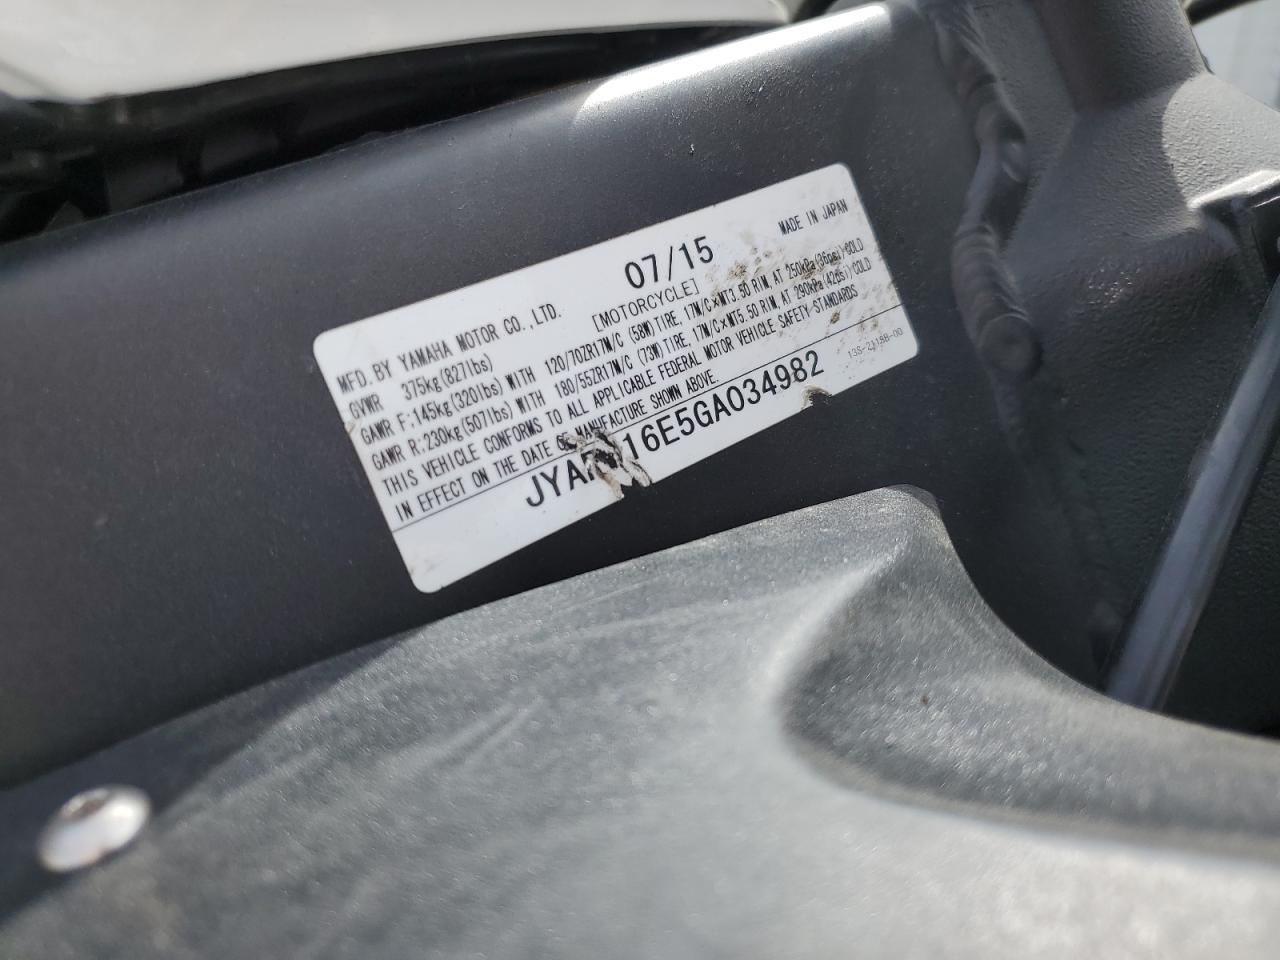 MFD. BY YAMAHA MOTOR CO., LTD. 07/15 MADE IN JAPAN
GVWR 375kg(827lbs) [MOTORCYCLE]
GAWR F:145kg(320lbs) WITH 120/70ZR17M/C (58W)TIRE, 17M/C×MT3.50 RIM, AT 250kPa(36psi)COLD
GAWR R:230kg(507lbs) WITH 180/55ZR17M/C (73W)TIRE, 17M/C×MT5.50 RIM, AT 290kPa(42psi)COLD
THIS VEHICLE CONFORMS TO ALL APPLICABLE FEDERAL MOTOR VEHICLE SAFETY STANDARDS
IN EFFECT ON THE DATE OF MANUFACTURE SHOWN ABOVE.
16E5GA034982